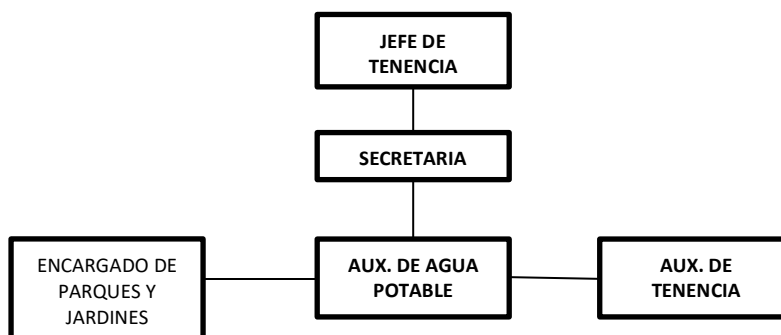 JEFE DE
TENENCIA
SECRETARIA
ENCARGADO DE
PARQUES Y
JARDINES
AUX. DE AGUA
POTABLE
AUX. DE
TENENCIA